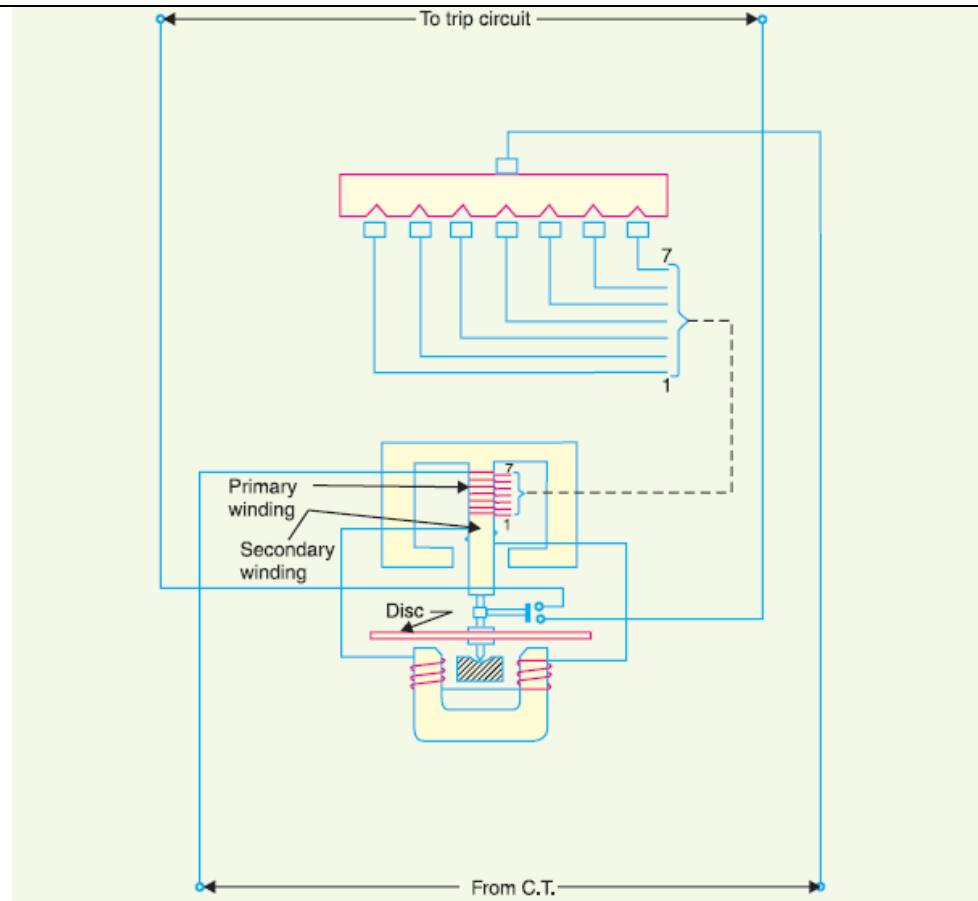 To trip circuit
7
1
7
Primary
winding
1
Secondary
winding
Disc
From C.T.